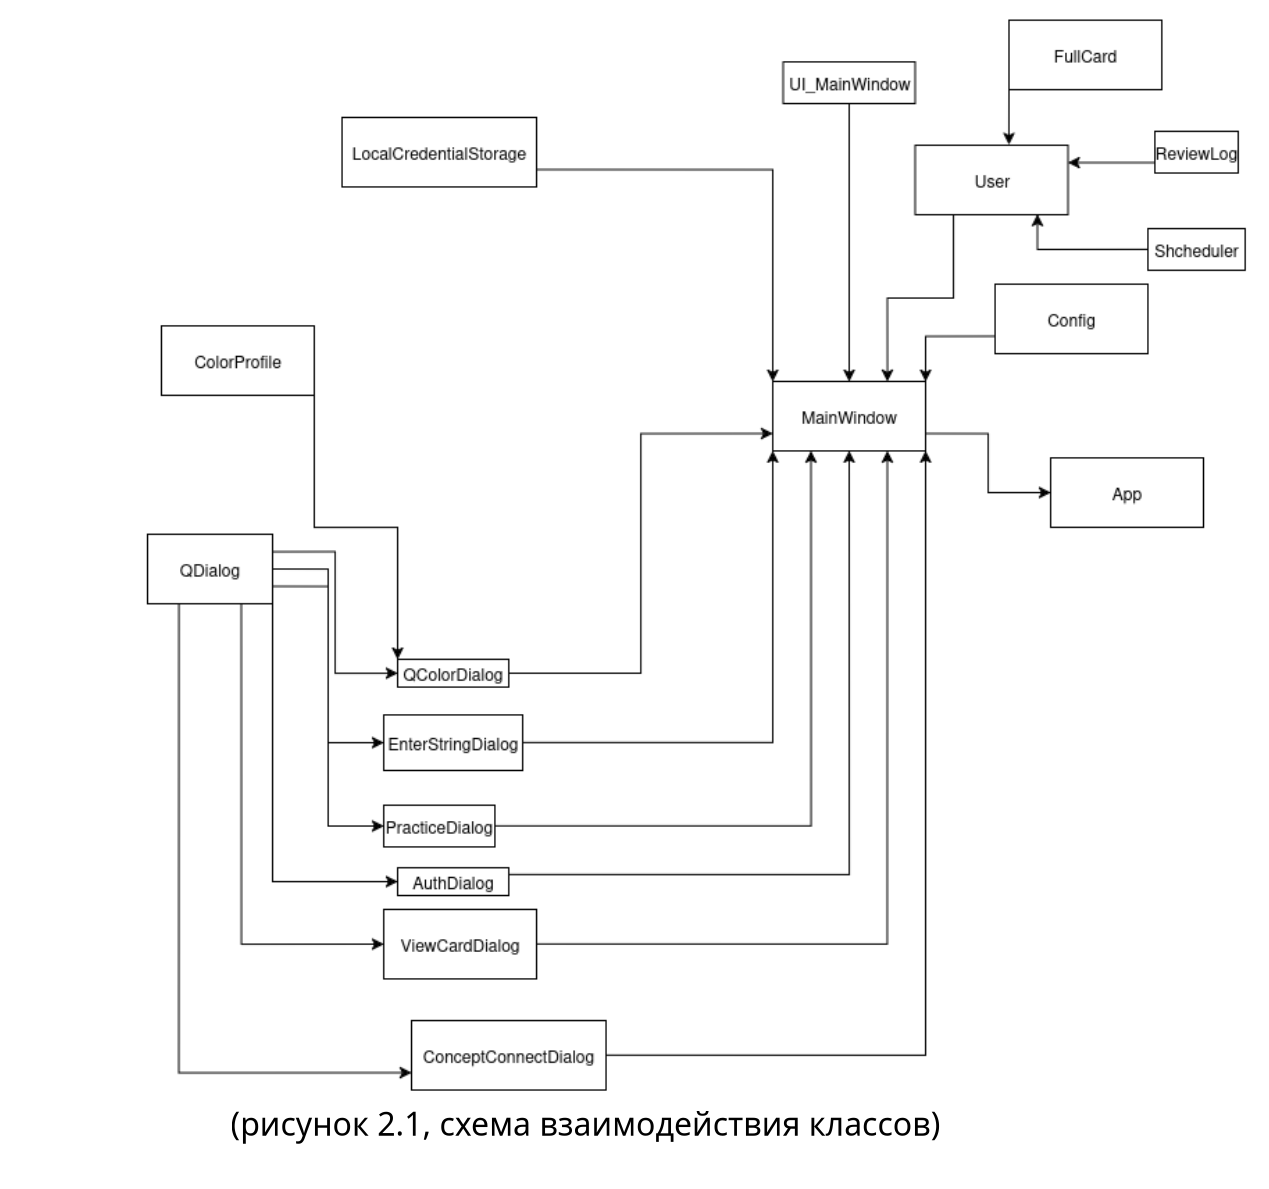 FullCard
UI_MainWindow
LocalCredentialStorage
ReviewLog
User
Shcheduler
Config
ColorProfile
MainWindow
App
QDialog
QColorDialog
EnterStringDialog
PracticeDialog
AuthDialog
ViewCardDialog
ConceptConnectDialog
(рисунок 2.1, схема взаимодействия классов)